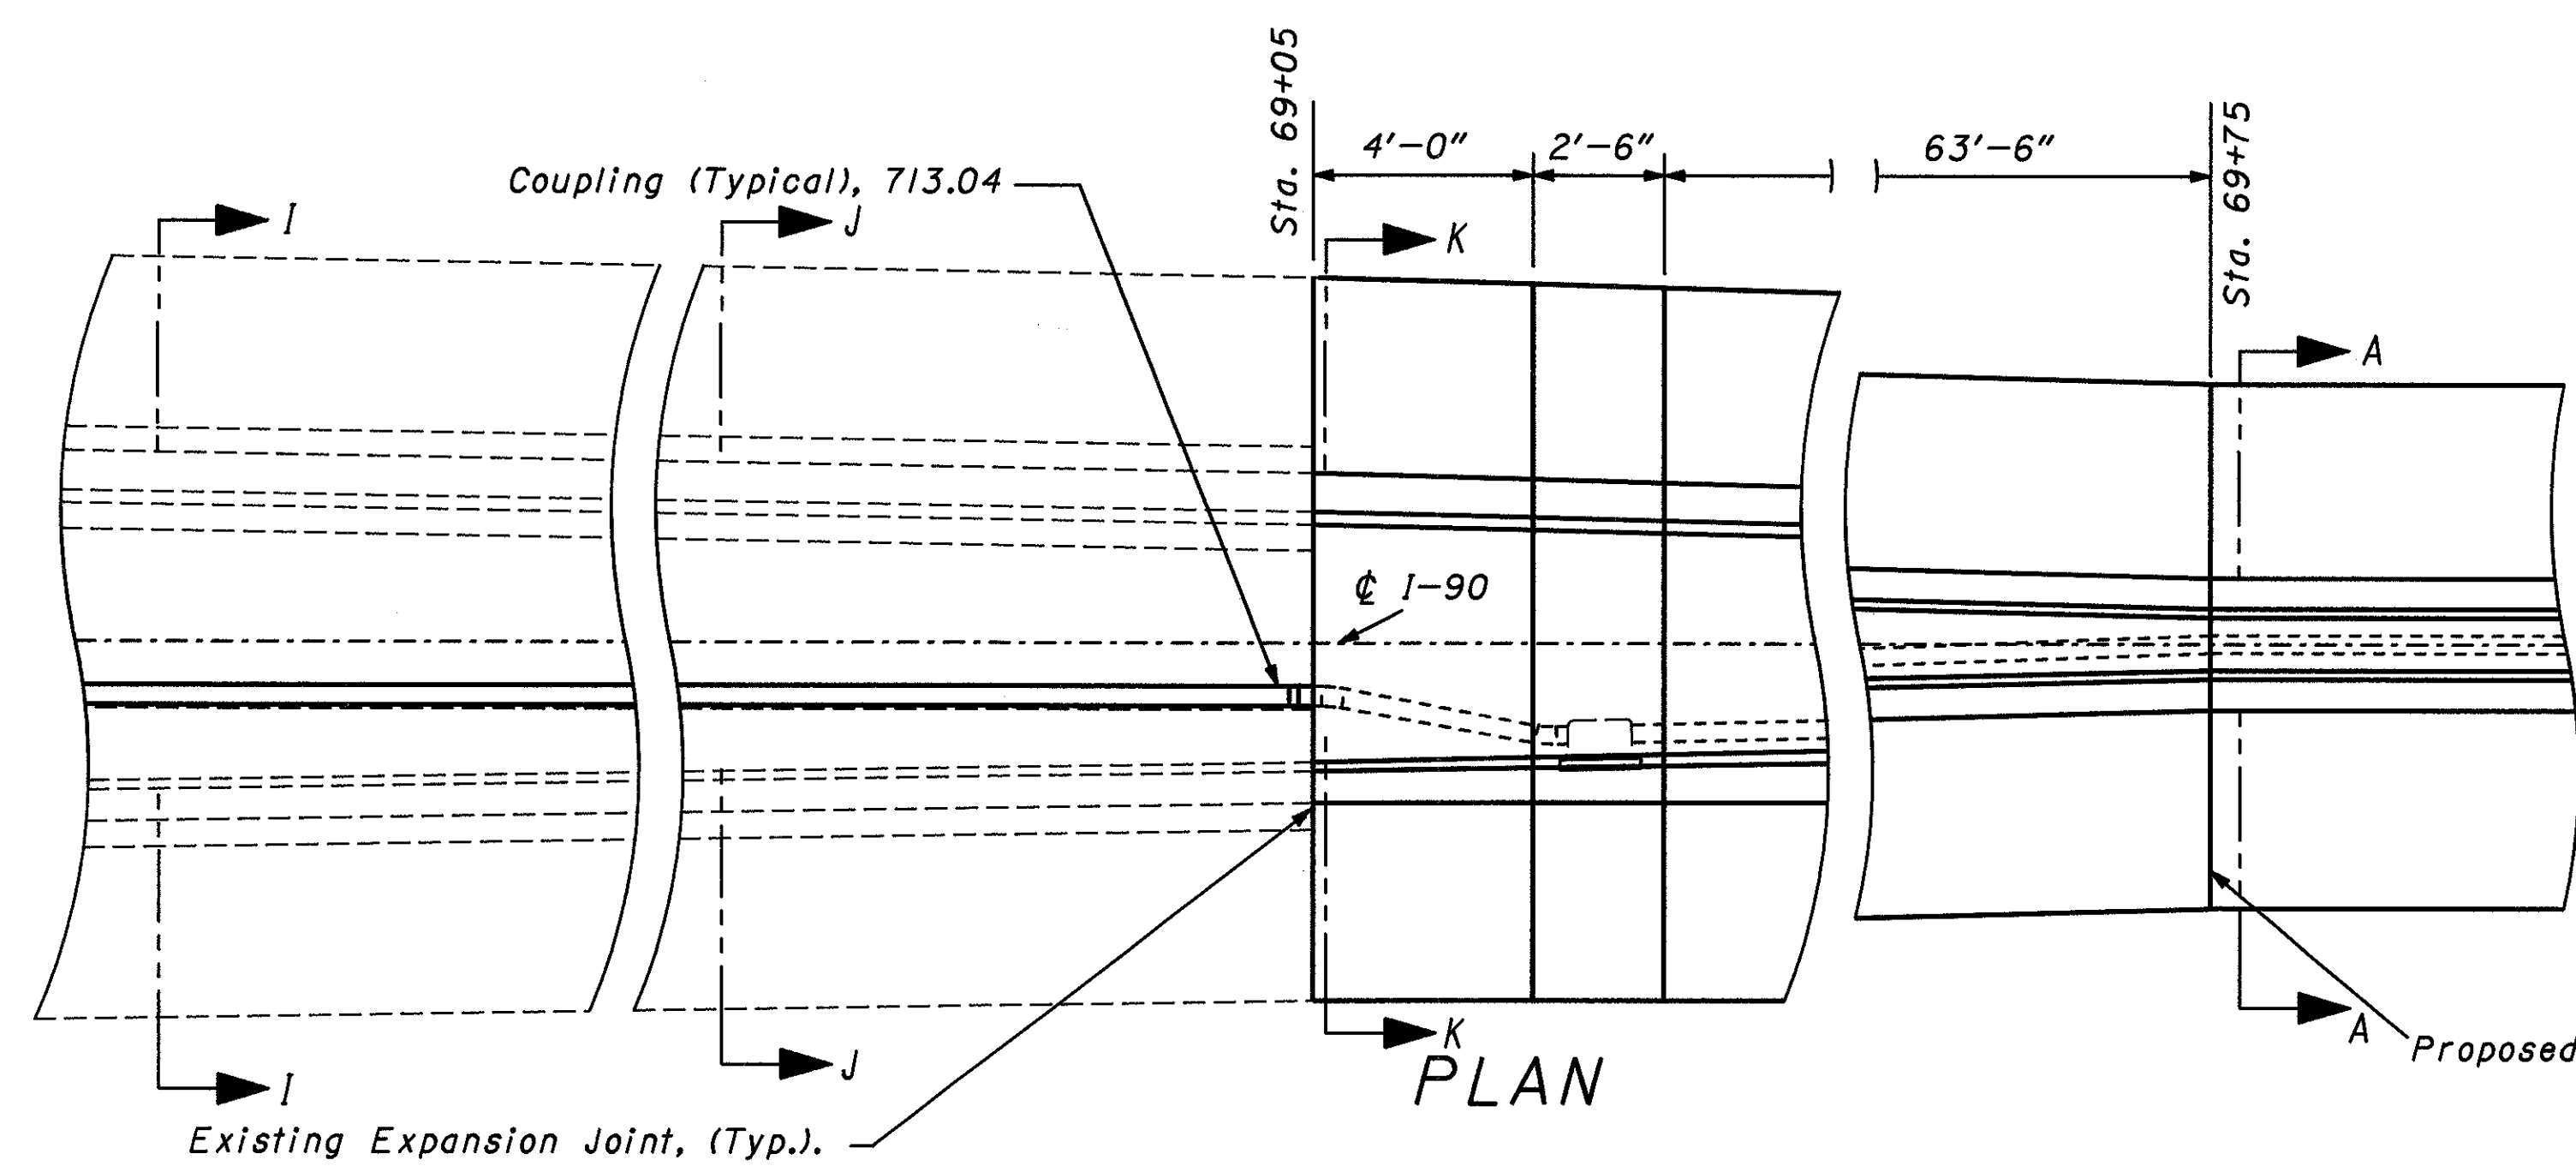 Sta. 69+05
Sta. 69+75
4'-0"
2'-6"
63'-6"
Coupling (Typical), 713.04
I
J
K
A
℄ I-90
K
A
J
I
Proposed
PLAN
Existing Expansion Joint, (Typ.).